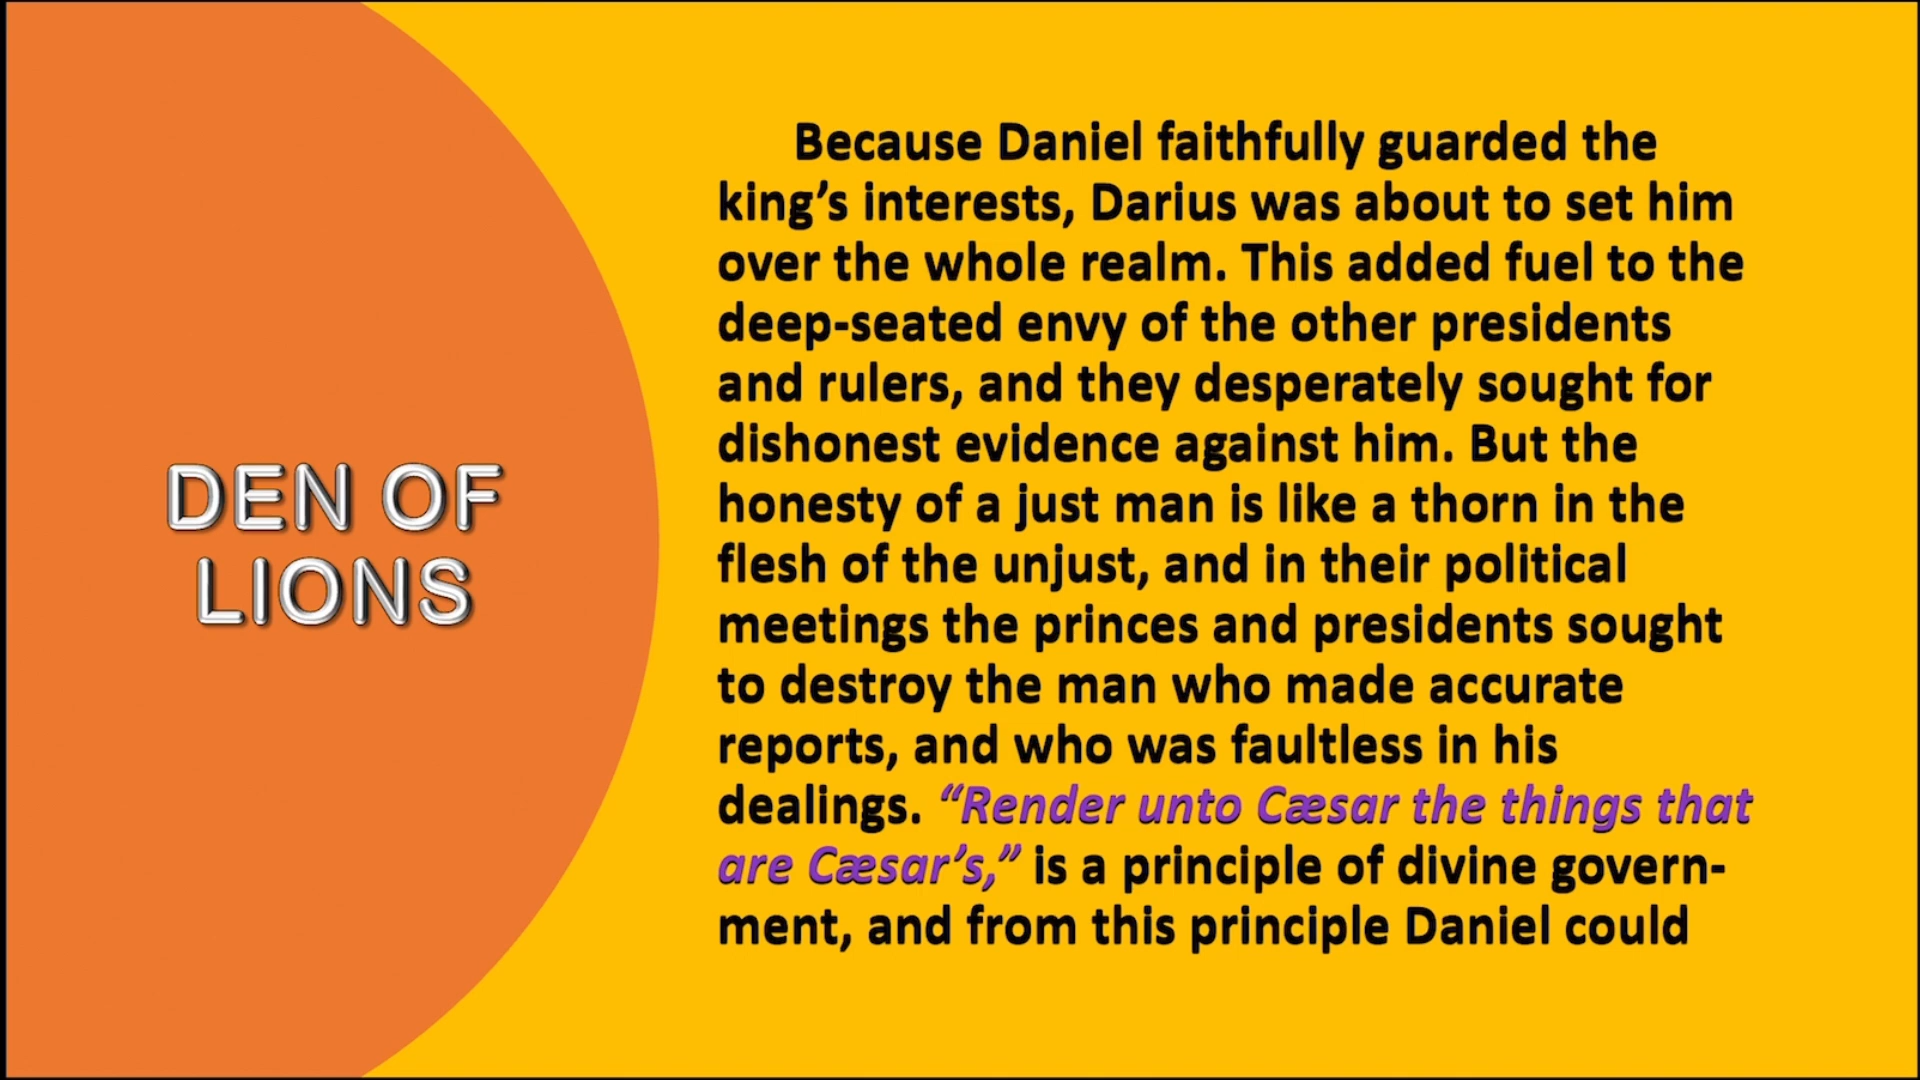 DEN OF
LIONS
Because Daniel faithfully guarded the
king’s interests, Darius was about to set him
over the whole realm. This added fuel to the
deep-seated envy of the other presidents
and rulers, and they desperately sought for
dishonest evidence against him. But the
honesty of a just man is like a thorn in the
flesh of the unjust, and in their political
meetings the princes and presidents sought
to destroy the man who made accurate
reports, and who was faultless in his
dealings. “Render unto Cæsar the things that
are Cæsar’s,” is a principle of divine govern-
ment, and from this principle Daniel could